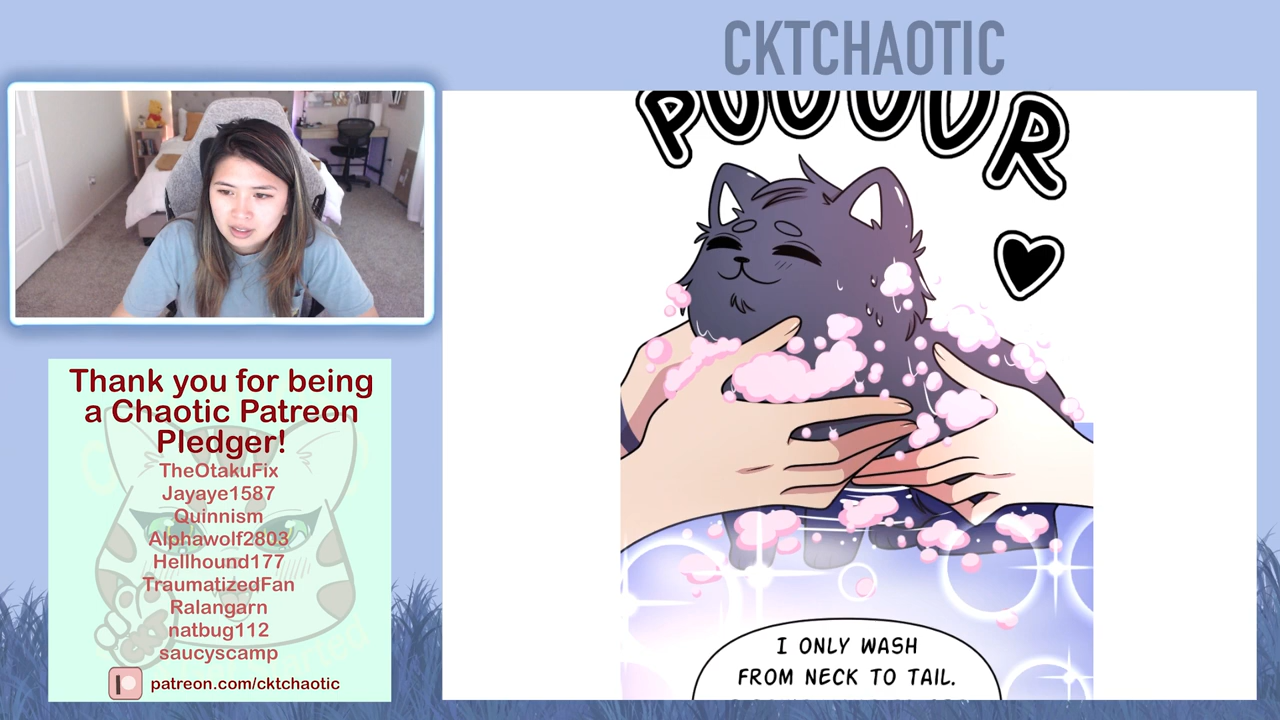 CKTCHAOTIC
PUUUUR
Thank you for being
a Chaotic Patreon
Pledger!
TheOtakuFix
Jayaye1587
Quinnism
Alphawolf2803
Hellhound177
TraumatizedFan
Ralangarn
natbug112
saucyscamp
patreon.com/cktchaotic
I ONLY WASH
FROM NECK TO TAIL.